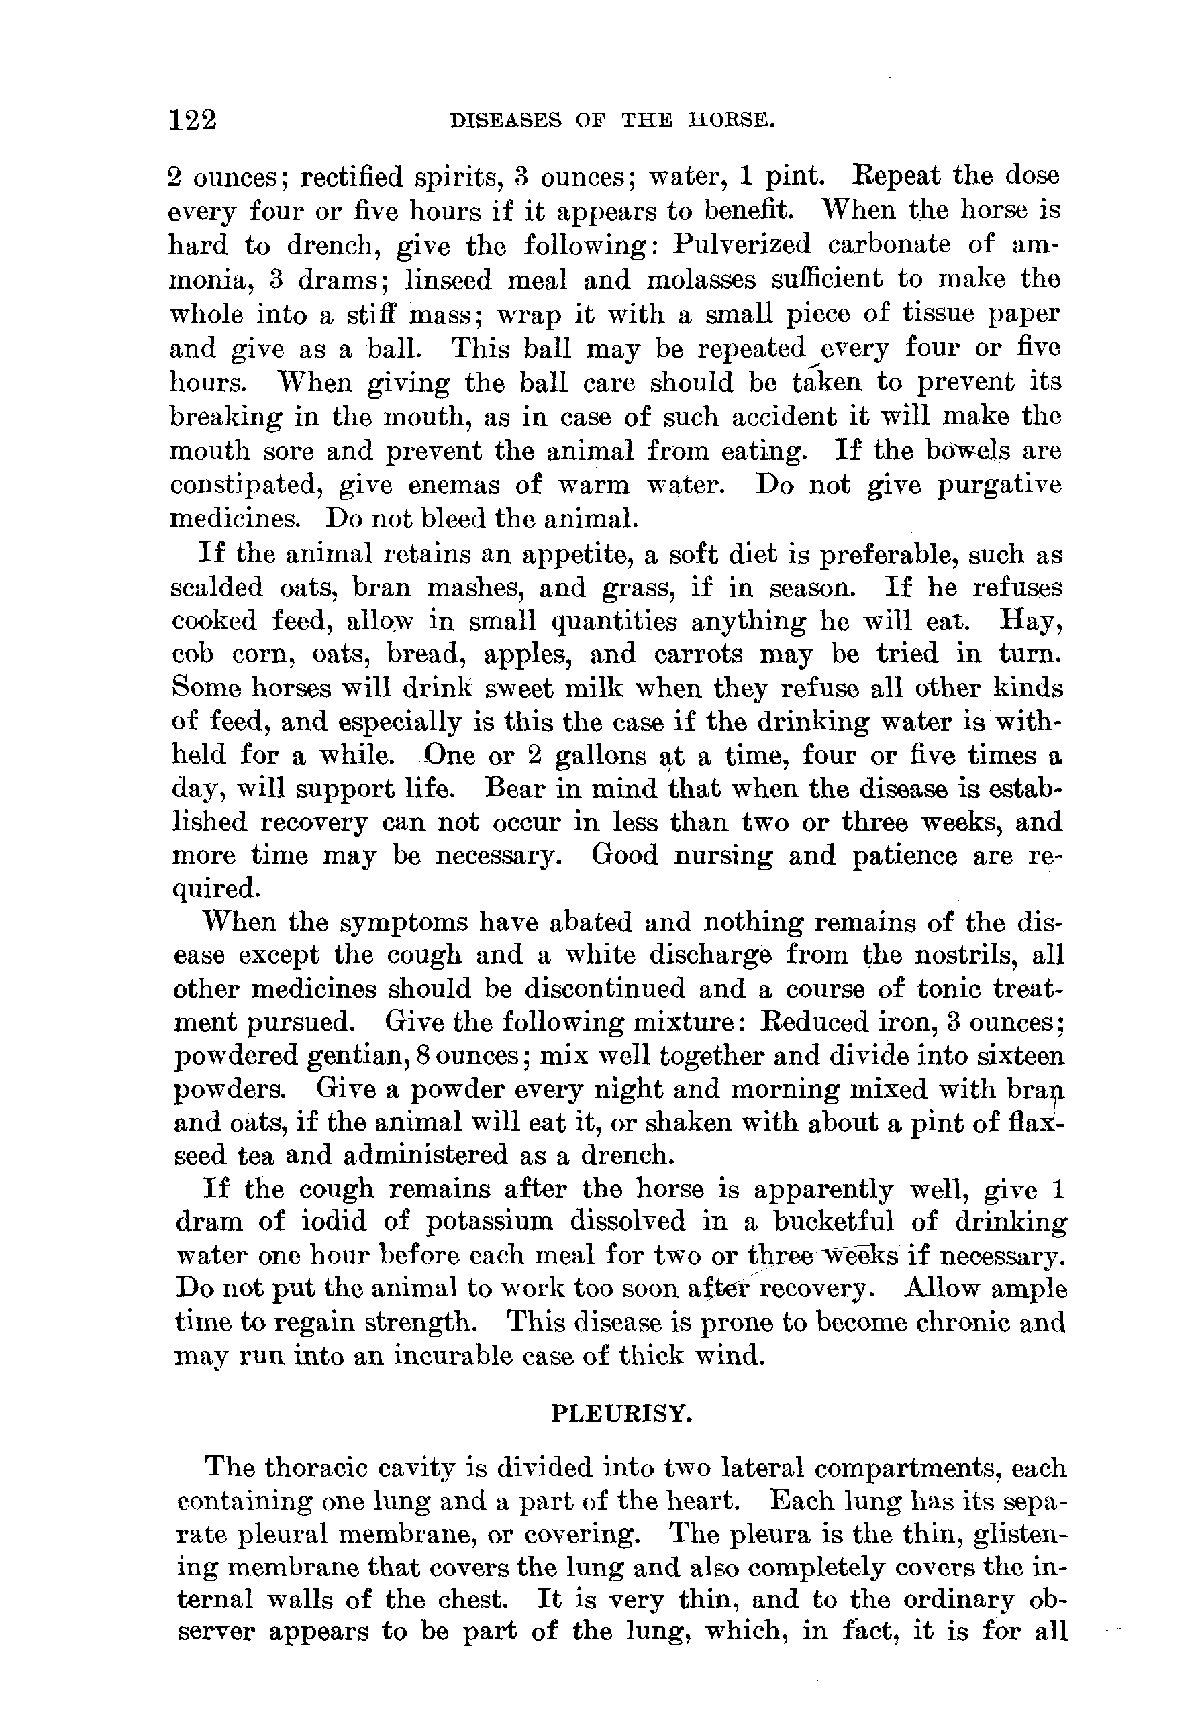 122 DISEASES OF THE HORSE.
2 ounces; rectified spirits, 3 ounces; water, 1 pint. Repeat the dose
every four or five hours if it appears to benefit. When the horse is
hard to drench, give the following: Pulverized carbonate of am-
monia, 3 drams; linseed meal and molasses sufficient to make the
whole into a stiff mass; wrap it with a small piece of tissue paper
and give as a ball. This ball may be repeated every four or five
hours. When giving the ball care should be taken to prevent its
breaking in the mouth, as in case of such accident it will make the
mouth sore and prevent the animal from eating. If the bowels are
constipated, give enemas of warm water. Do not give purgative
medicines. Do not bleed the animal.
If the animal retains an appetite, a soft diet is preferable, such as
scalded oats, bran mashes, and grass, if in season. If he refuses
cooked feed, allow in small quantities anything he will eat. Hay,
cob corn, oats, bread, apples, and carrots may be tried in turn.
Some horses will drink sweet milk when they refuse all other kinds
of feed, and especially is this the case if the drinking water is with-
held for a while. One or 2 gallons at a time, four or five times a
day, will support life. Bear in mind that when the disease is estab-
lished recovery can not occur in less than two or three weeks, and
more time may be necessary. Good nursing and patience are re-
quired.
When the symptoms have abated and nothing remains of the dis-
ease except the cough and a white discharge from the nostrils, all
other medicines should be discontinued and a course of tonic treat-
ment pursued. Give the following mixture: Reduced iron, 3 ounces;
powdered gentian, 8 ounces; mix well together and divide into sixteen
powders. Give a powder every night and morning mixed with bran
and oats, if the animal will eat it, or shaken with about a pint of flax-
seed tea and administered as a drench.
If the cough remains after the horse is apparently well, give 1
dram of iodid of potassium dissolved in a bucketful of drinking
water one hour before each meal for two or three weeks if necessary.
Do not put the animal to work too soon after recovery. Allow ample
time to regain strength. This disease is prone to become chronic and
may run into an incurable case of thick wind.
PLEURISY.
The thoracic cavity is divided into two lateral compartments, each
containing one lung and a part of the heart. Each lung has its sepa-
rate pleural membrane, or covering. The pleura is the thin, glisten-
ing membrane that covers the lung and also completely covers the in-
ternal walls of the chest. It is very thin, and to the ordinary ob-
server appears to be part of the lung, which, in fact, it is for all